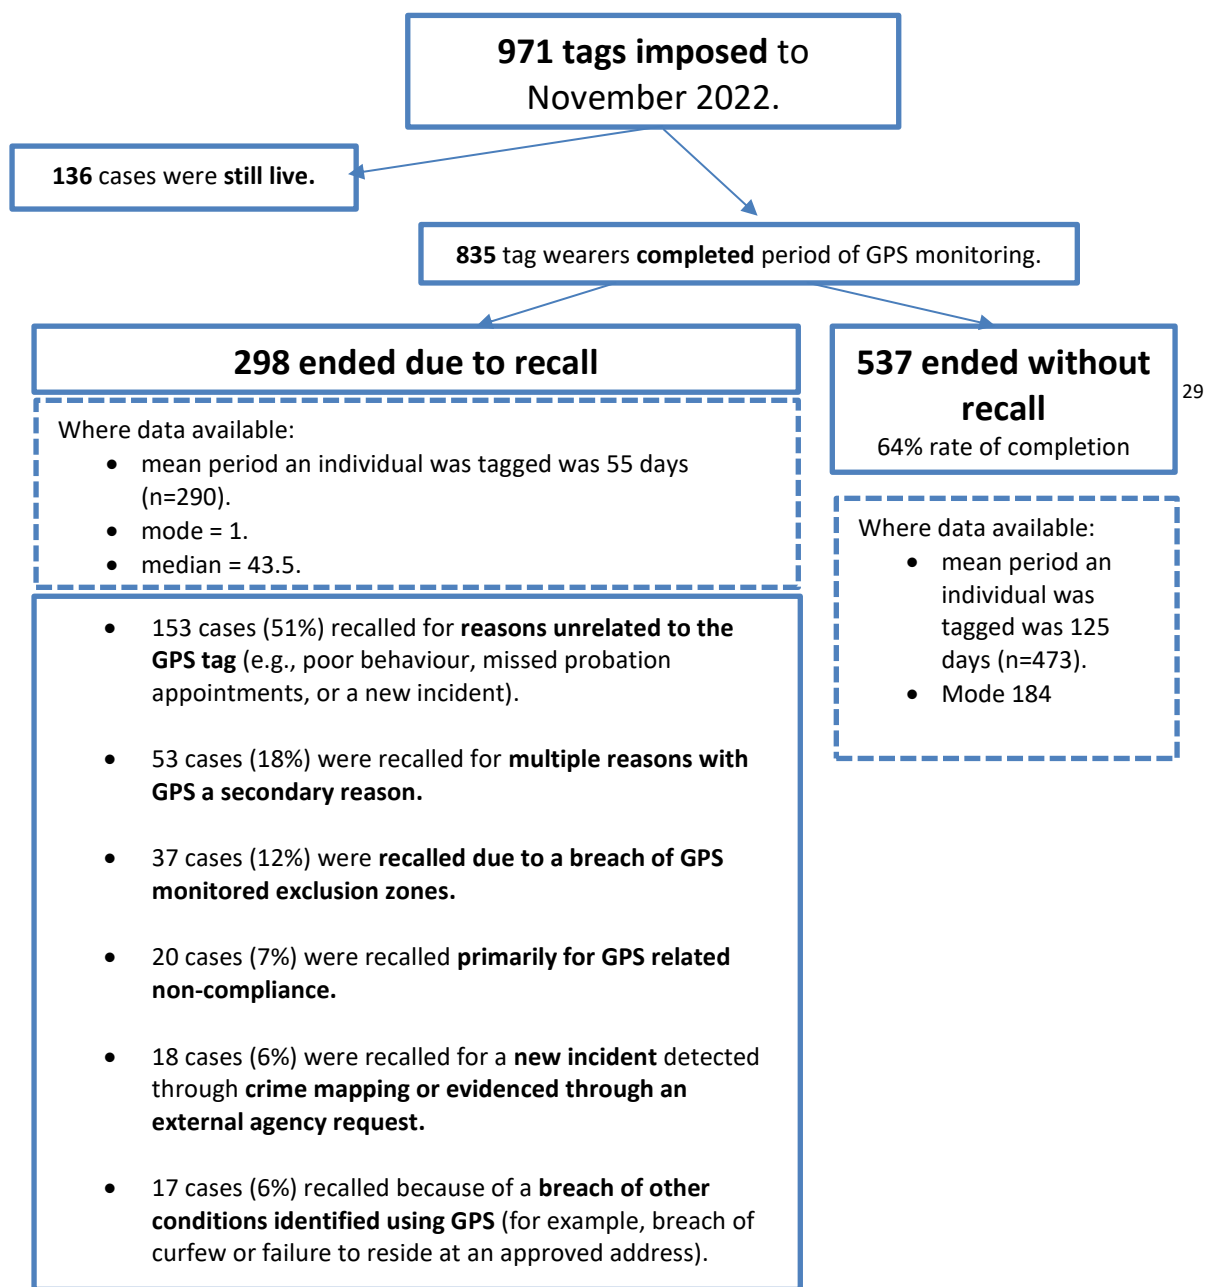 971 tags imposed to
November 2022.
136 cases were still live.
835 tag wearers completed period of GPS monitoring.
298 ended due to recall
Where data available:
• mean period an individual was tagged was 55 days
(n=290).
• mode = 1.
• median = 43.5.
• 153 cases (51%) recalled for reasons unrelated to the
GPS tag (e.g., poor behaviour, missed probation
appointments, or a new incident).
• 53 cases (18%) were recalled for multiple reasons with
GPS a secondary reason.
• 37 cases (12%) were recalled due to a breach of GPS
monitored exclusion zones.
• 20 cases (7%) were recalled primarily for GPS related
non-compliance.
• 18 cases (6%) were recalled for a new incident detected
through crime mapping or evidenced through an
external agency request.
• 17 cases (6%) recalled because of a breach of other
conditions identified using GPS (for example, breach of
curfew or failure to reside at an approved address).
537 ended without
recall
64% rate of completion
29
Where data available:
• mean period an
individual was
tagged was 125
days (n=473).
• Mode 184